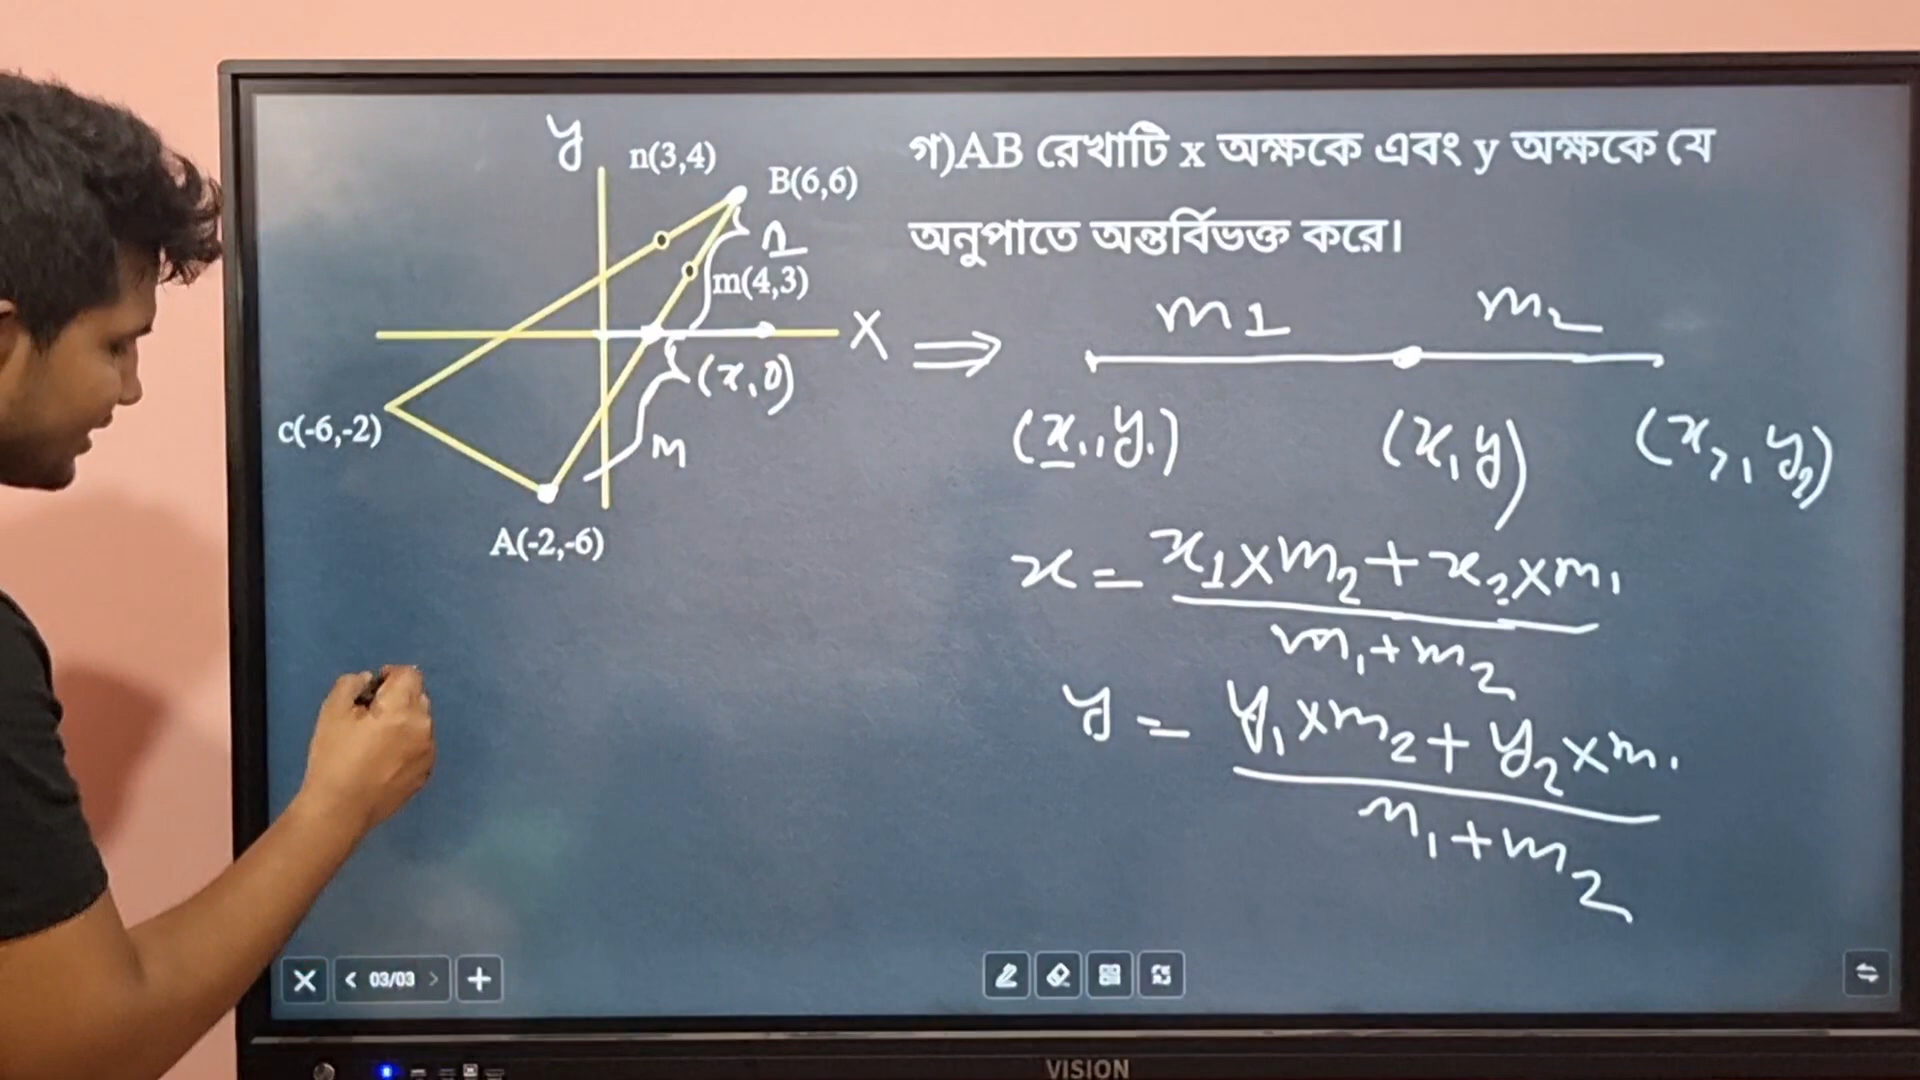 y
n(3,4)
B(6,6)
n
m(4,3)
X
(x,0)
m
c(-6,-2)
A(-2,-6)
গ)AB রেখাটি x অক্ষকে এবং y অক্ষকে যে
অনুপাতে অন্তর্বিভক্ত করে।
⇒ m1 m2
(x₁,y₁) (x,y) (x₂,y₂)
x = x1×m2+x2×m1
m1+m2
y = y1×m2+y2×m1
m1+m2
03/03
VISION